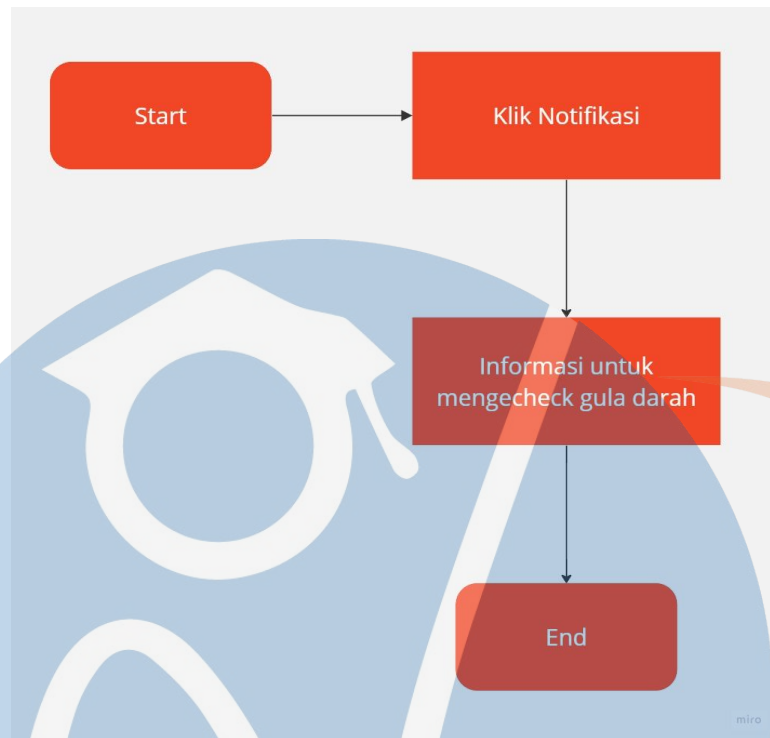 Start
Klik Notifikasi
Informasi untuk
mengecheck gula darah
End
miro